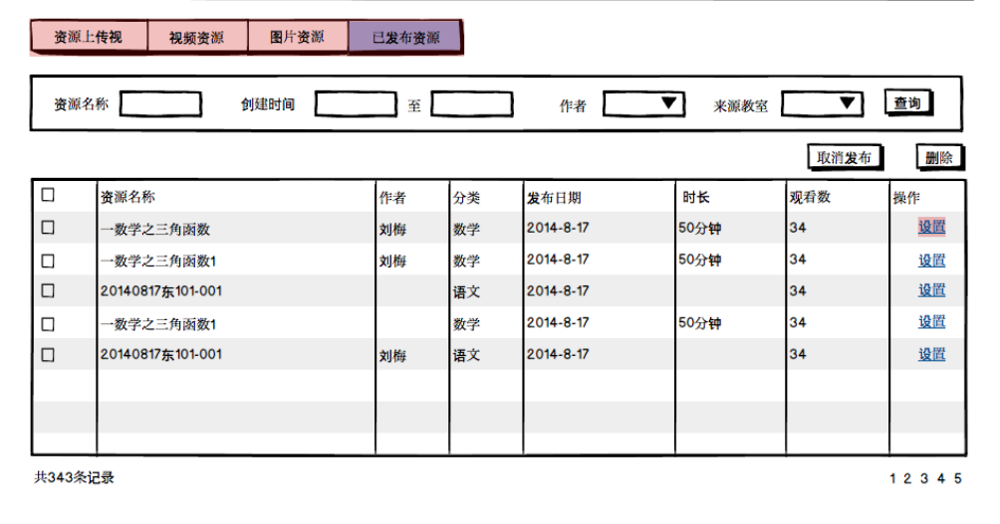 资源上传视 视频资源 图片资源 已发布资源
资源名称 创建时间 至 作者 来源教室 查询
取消发布 删除
资源名称 作者 分类 发布日期 时长 观看数 操作
一数学之三角函数 刘梅 数学 2014-8-17 50分钟 34 设置
一数学之三角函数1 刘梅 数学 2014-8-17 50分钟 34 设置
20140817东101-001 语文 2014-8-17 34 设置
一数学之三角函数1 数学 2014-8-17 50分钟 34 设置
20140817东101-001 刘梅 语文 2014-8-17 34 设置
共343条记录 1 2 3 4 5